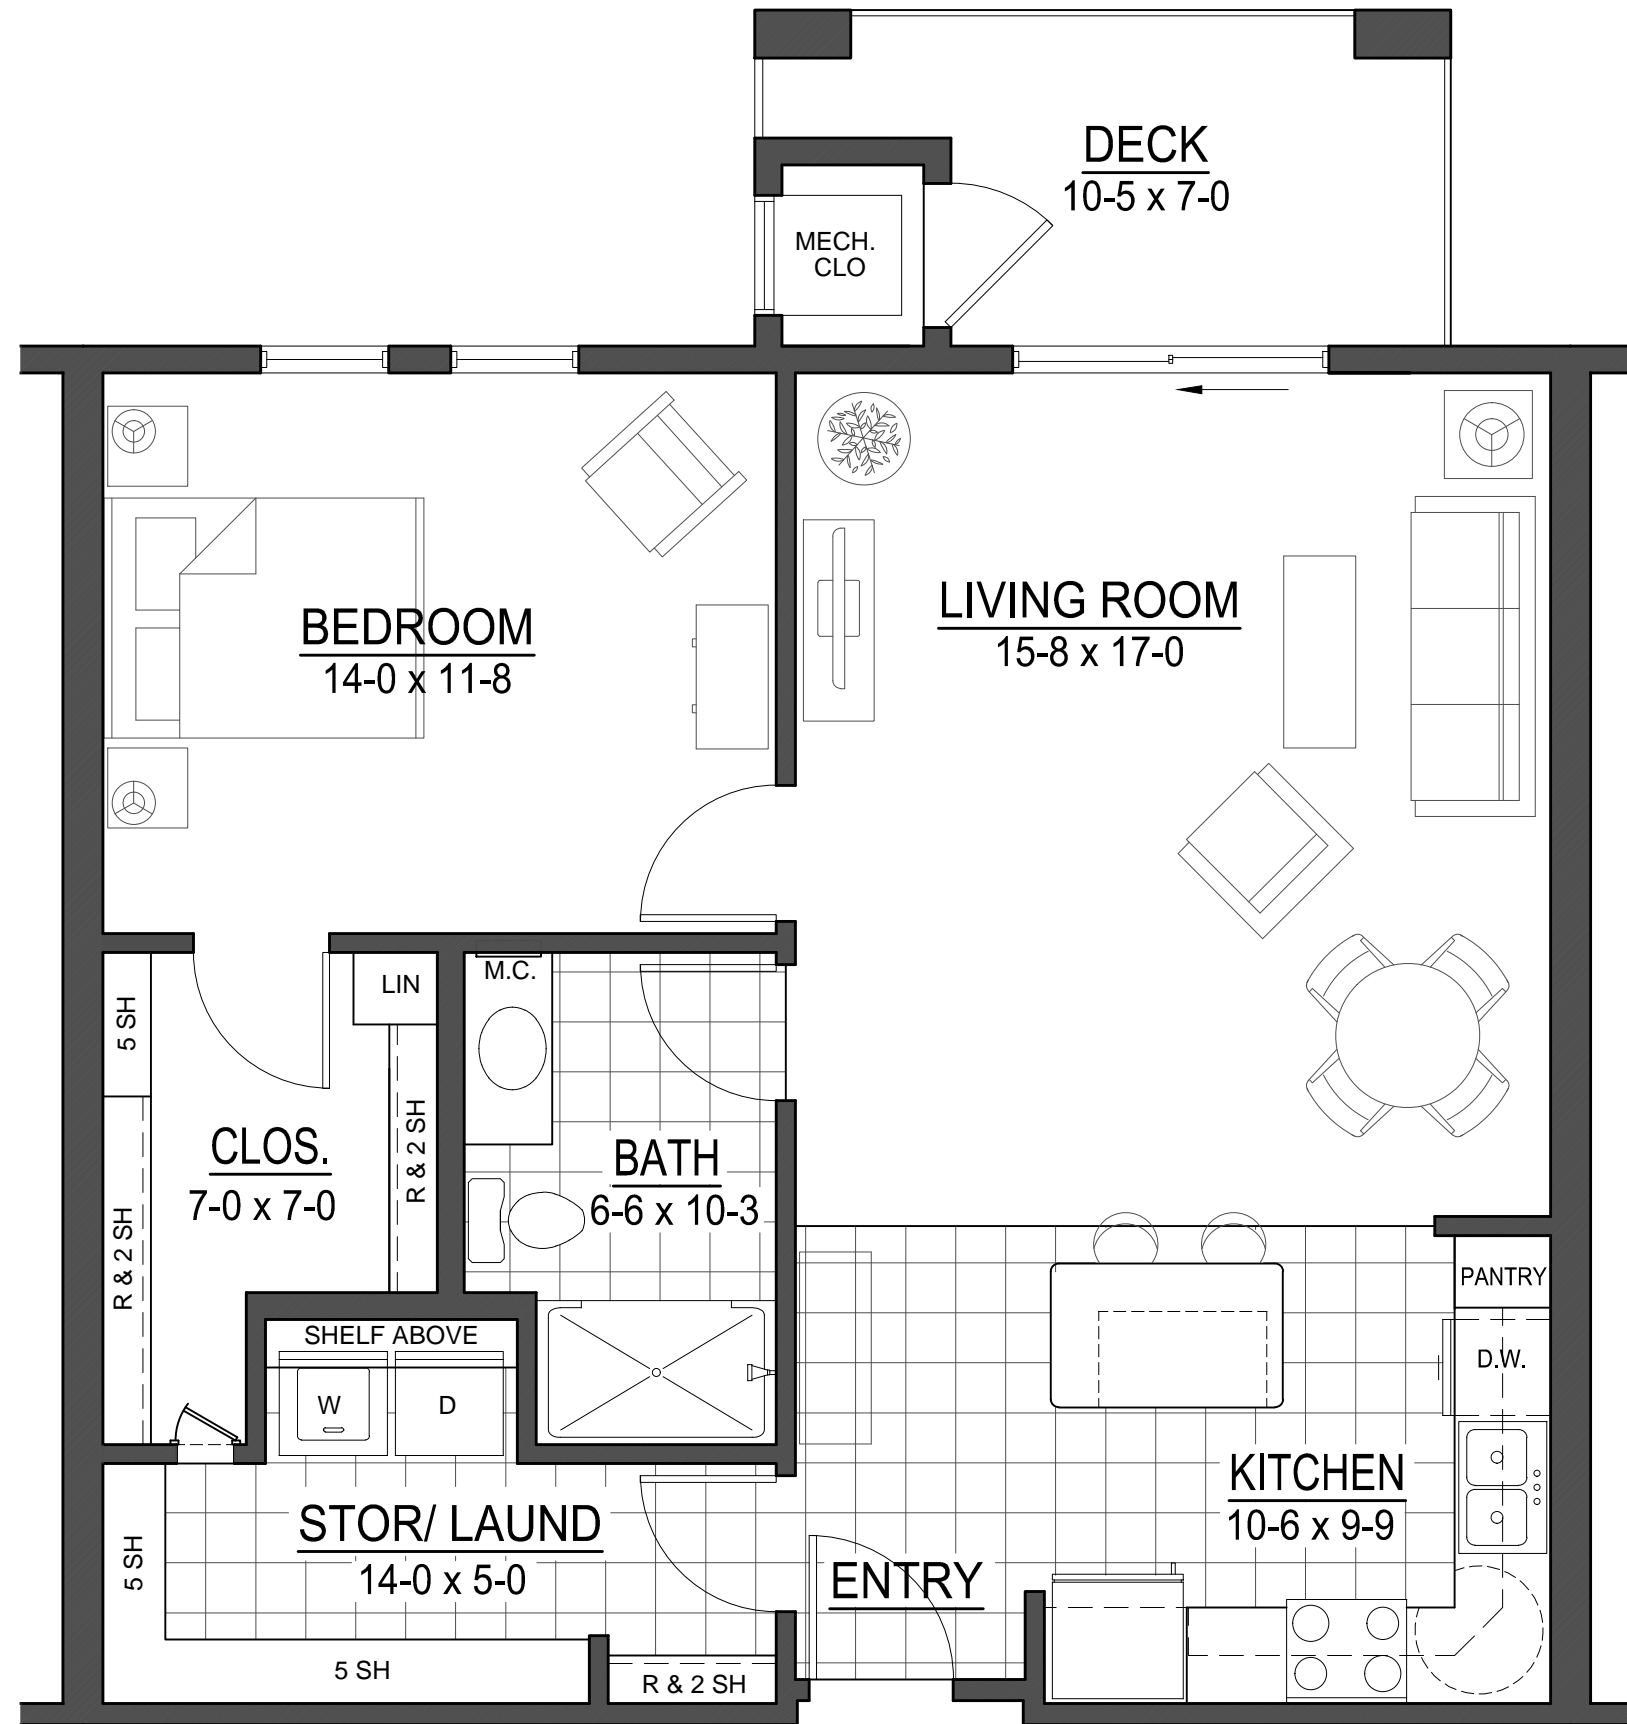 DECK
10-5 x 7-0
MECH.
CLO
BEDROOM
14-0 x 11-8
LIVING ROOM
15-8 x 17-0
M.C.
LIN
5 SH
R & 2 SH
CLOS.
7-0 x 7-0
R & 2 SH
BATH
6-6 x 10-3
PANTRY
D.W.
SHELF ABOVE
W
D
KITCHEN
10-6 x 9-9
STOR/ LAUND
14-0 x 5-0
5 SH
ENTRY
5 SH
R & 2 SH